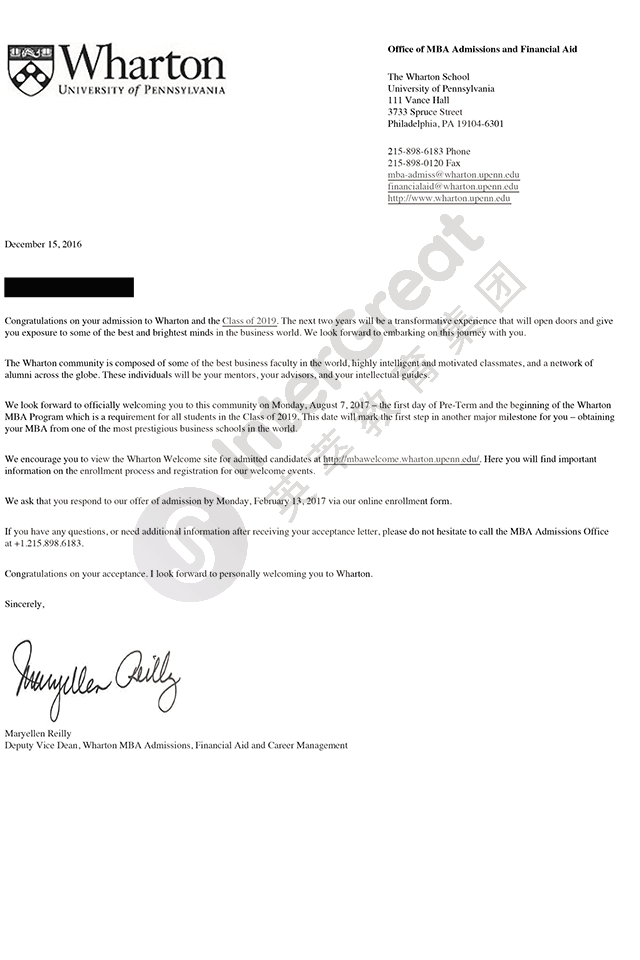 Wharton
UNIVERSITY of PENNSYLVANIA
Office of MBA Admissions and Financial Aid
The Wharton School
University of Pennsylvania
111 Vance Hall
3733 Spruce Street
Philadelphia, PA 19104-6301
215-898-6183 Phone
215-898-0120 Fax
mba-admiss@wharton.upenn.edu
financialaid@wharton.upenn.edu
http://www.wharton.upenn.edu
December 15, 2016
Congratulations on your admission to Wharton and the Class of 2019. The next two years will be a transformative experience that will open doors and give
you exposure to some of the best and brightest minds in the business world. We look forward to embarking on this journey with you.
The Wharton community is composed of some of the best business faculty in the world, highly intelligent and motivated classmates, and a network of
alumni across the globe. These individuals will be your mentors, your advisors, and your intellectual guides.
We look forward to officially welcoming you to this community on Monday, August 7, 2017 – the first day of Pre-Term and the beginning of the Wharton
MBA Program which is a requirement for all students in the Class of 2019. This date will mark the first step in another major milestone for you – obtaining
your MBA from one of the most prestigious business schools in the world.
We encourage you to view the Wharton Welcome site for admitted candidates at http://mbawelcome.wharton.upenn.edu/. Here you will find important
information on the enrollment process and registration for our welcome events.
We ask that you respond to our offer of admission by Monday, February 13, 2017 via our online enrollment form.
If you have any questions, or need additional information after receiving your acceptance letter, please do not hesitate to call the MBA Admissions Office
at +1.215.898.6183.
Congratulations on your acceptance. I look forward to personally welcoming you to Wharton.
Sincerely,
Maryellen Reilly
Maryellen Reilly
Deputy Vice Dean, Wharton MBA Admissions, Financial Aid and Career Management
InterGreat
英莱教育集团